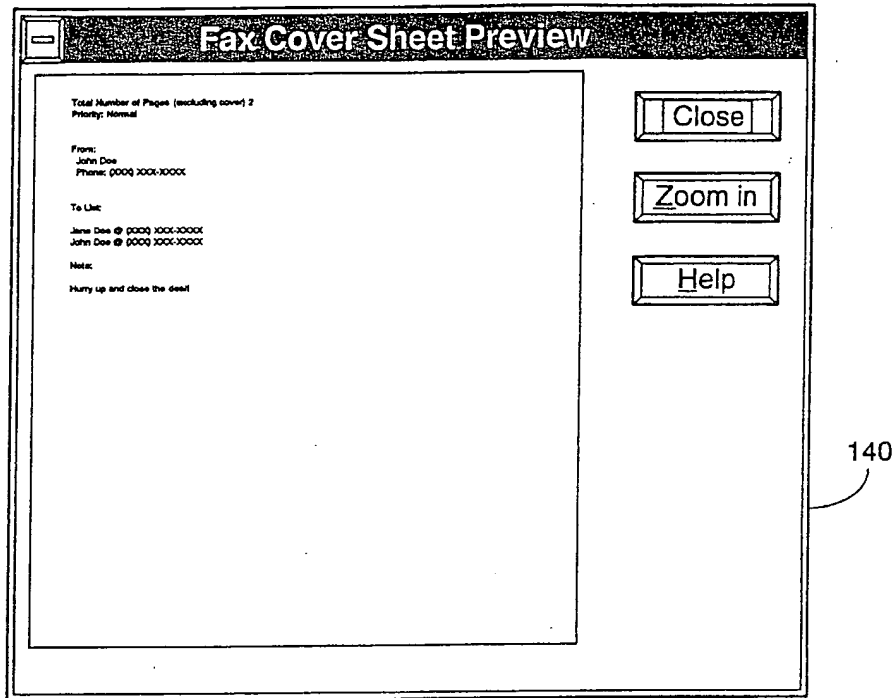 Fax Cover Sheet Preview
Total Number of Pages (excluding cover) 2
Priority: Normal
From:
John Doe
Phone: (XXX) XXX-XXXX
To List:
Jane Doe @ (XXX) XXX-XXXX
John Doe @ (XXX) XXX-XXXX
Note:
Hurry up and close the deal!
Close
Zoom in
Help
140